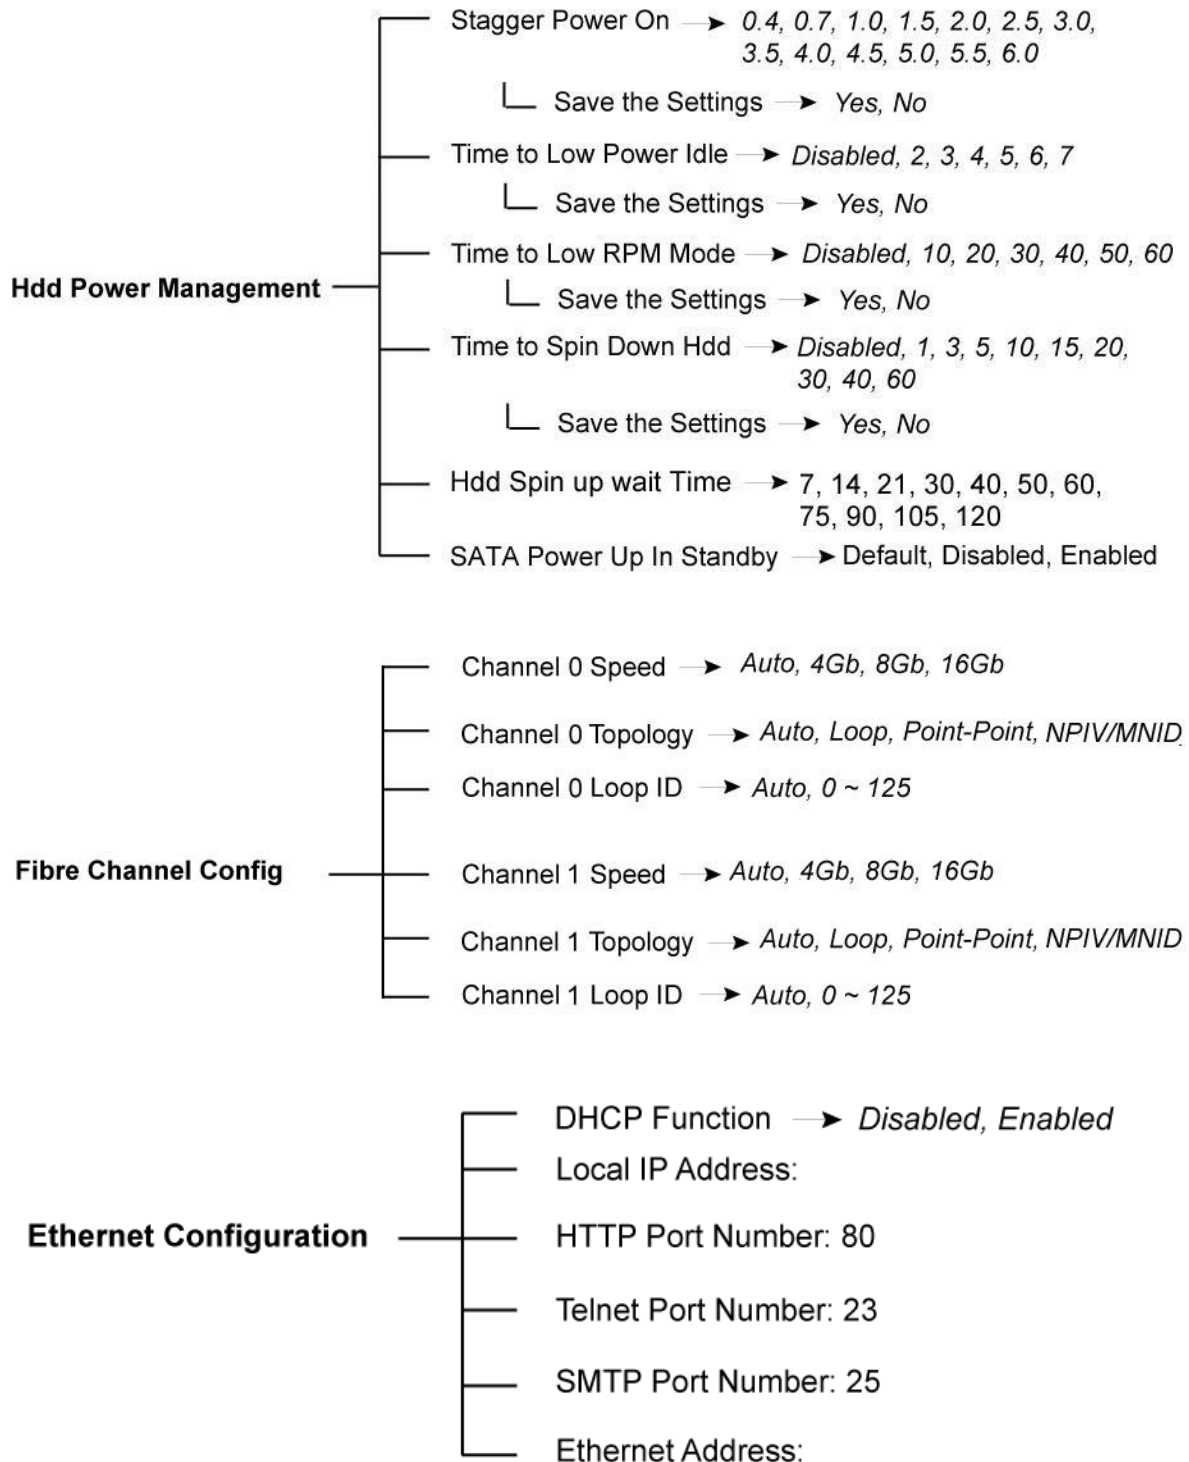 Stagger Power On 0.4, 0.7, 1.0, 1.5, 2.0, 2.5, 3.0,
3.5, 4.0, 4.5, 5.0, 5.5, 6.0
Save the Settings Yes, No
Time to Low Power Idle Disabled, 2, 3, 4, 5, 6, 7
Save the Settings Yes, No
Time to Low RPM Mode Disabled, 10, 20, 30, 40, 50, 60
Hdd Power Management
Save the Settings Yes, No
Time to Spin Down Hdd Disabled, 1, 3, 5, 10, 15, 20,
30, 40, 60
Save the Settings Yes, No
Hdd Spin up wait Time 7, 14, 21, 30, 40, 50, 60,
75, 90, 105, 120
SATA Power Up In Standby Default, Disabled, Enabled
Channel 0 Speed Auto, 4Gb, 8Gb, 16Gb
Channel 0 Topology Auto, Loop, Point-Point, NPIV/MNID
Channel 0 Loop ID Auto, 0 ~ 125
Fibre Channel Config
Channel 1 Speed Auto, 4Gb, 8Gb, 16Gb
Channel 1 Topology Auto, Loop, Point-Point, NPIV/MNID
Channel 1 Loop ID Auto, 0 ~ 125
DHCP Function Disabled, Enabled
Local IP Address:
Ethernet Configuration
HTTP Port Number: 80
Telnet Port Number: 23
SMTP Port Number: 25
Ethernet Address: